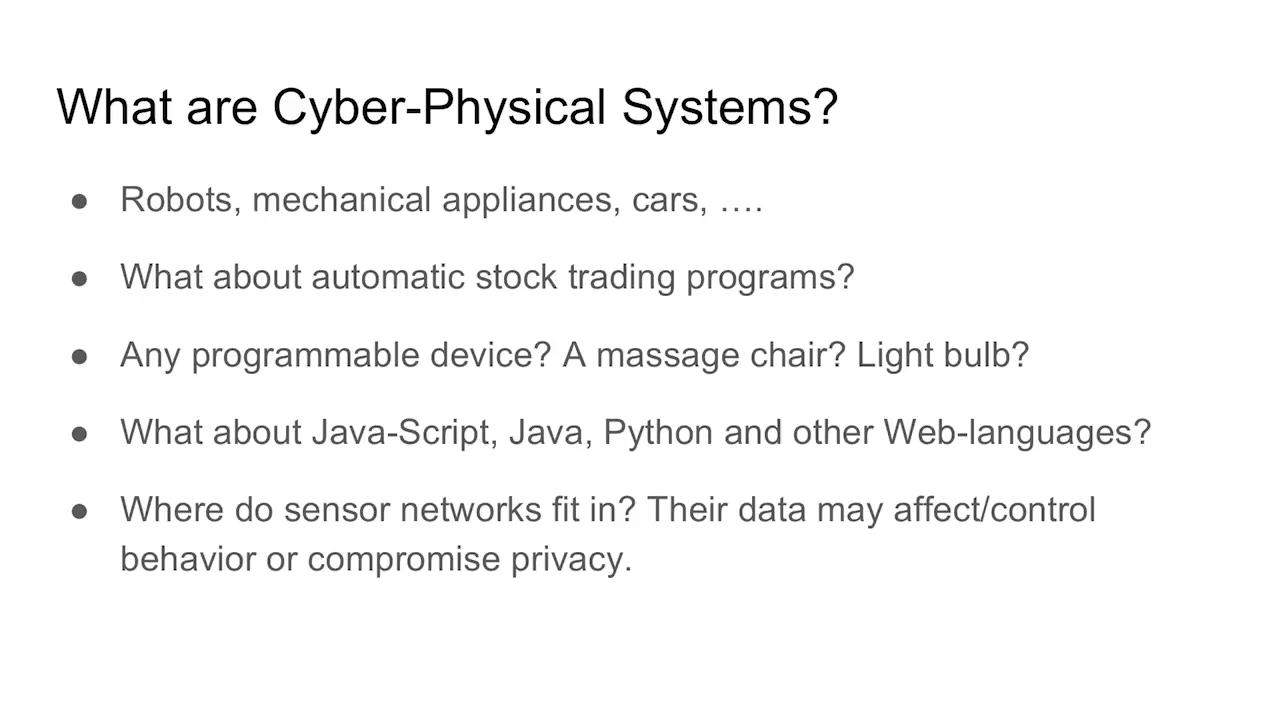 What are Cyber-Physical Systems?
● Robots, mechanical appliances, cars, ….
● What about automatic stock trading programs?
● Any programmable device? A massage chair? Light bulb?
● What about Java-Script, Java, Python and other Web-languages?
● Where do sensor networks fit in? Their data may affect/control
behavior or compromise privacy.